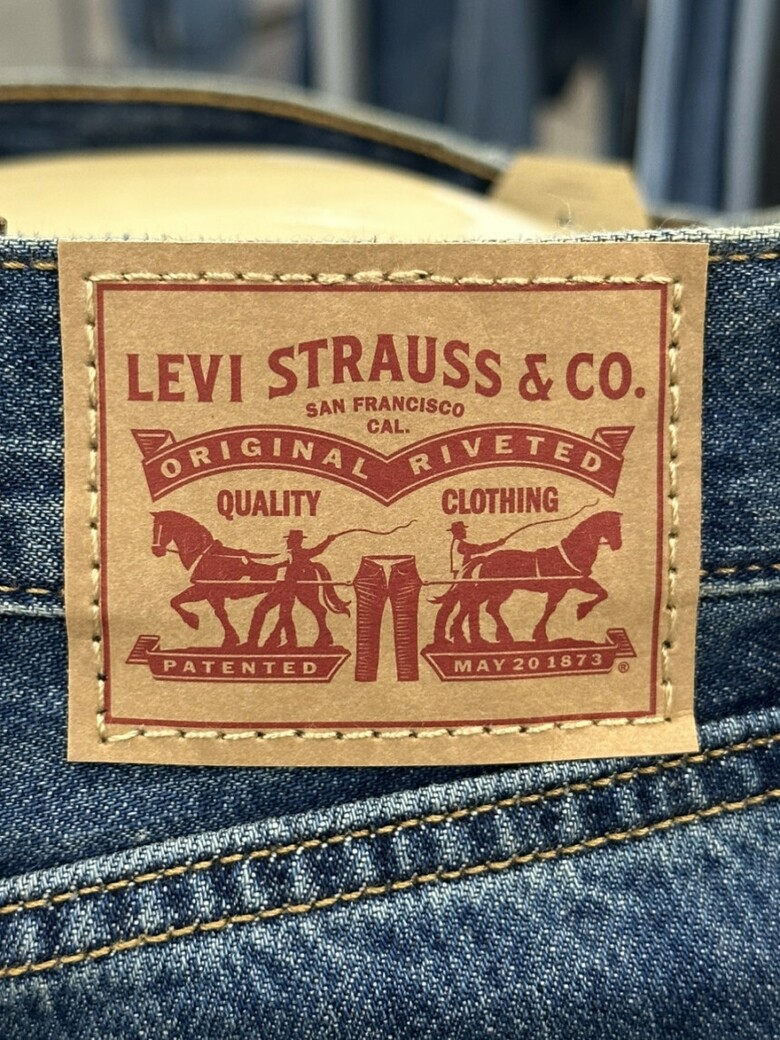 LEVI STRAUSS & CO.
SAN FRANCISCO
CAL.
ORIGINAL RIVETED
QUALITY CLOTHING
PATENTED MAY 20 1873 ®